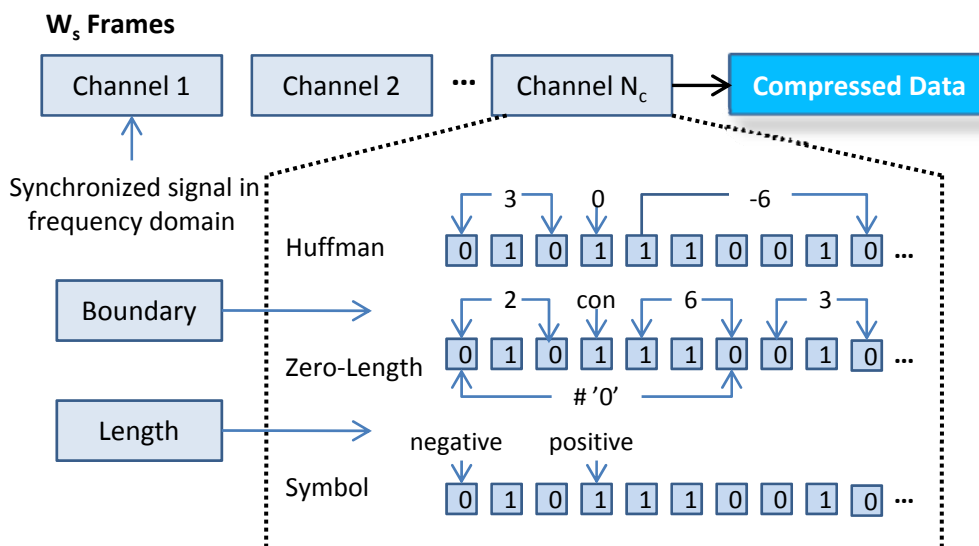 W_s Frames
Channel 1 Channel 2 ... Channel N_c Compressed Data
Synchronized signal in
frequency domain
3 0 -6
Huffman 0 1 0 1 1 1 0 0 1 0 ...
Boundary 2 con 6 3
Zero-Length 0 1 0 1 1 1 0 0 1 0 ...
# '0'
Length
negative positive
Symbol 0 1 0 1 1 1 0 0 1 0 ...